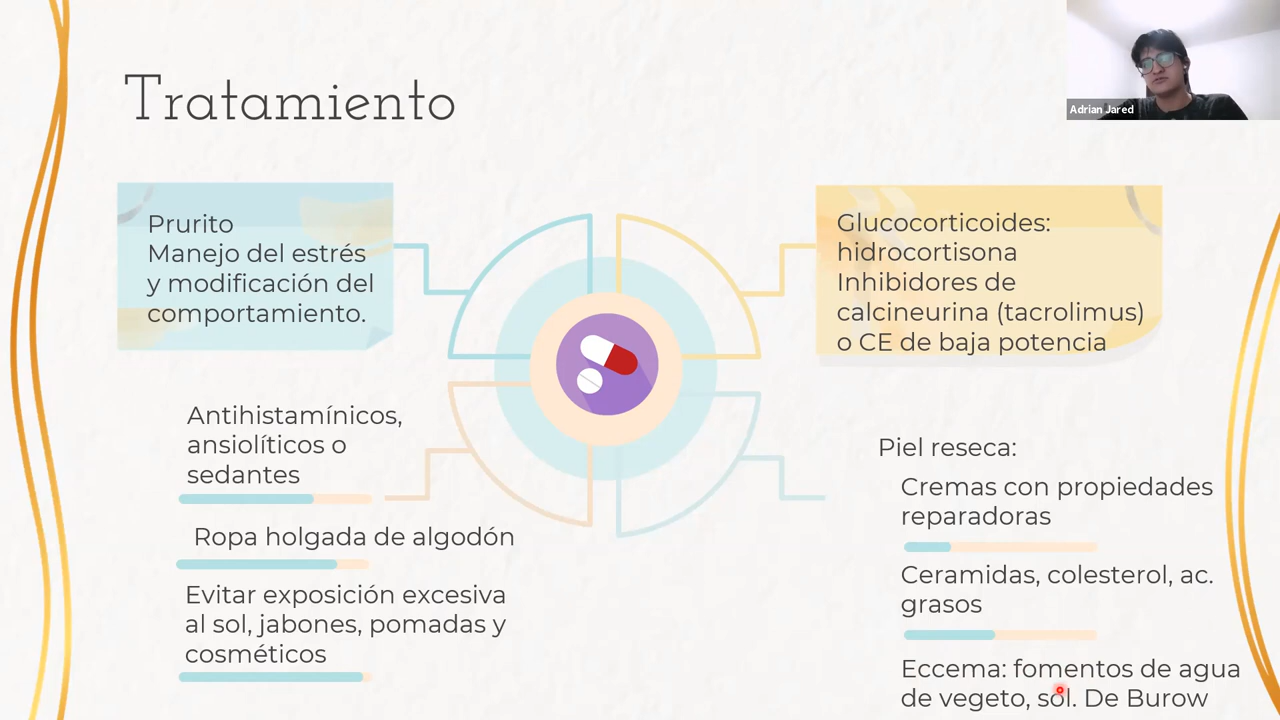 Tratamiento
Adrian Jared
Prurito
Manejo del estrés
y modificación del
comportamiento.
Glucocorticoides:
hidrocortisona
Inhibidores de
calcineurina (tacrolimus)
o CE de baja potencia
Antihistamínicos,
ansiolíticos o
sedantes
Ropa holgada de algodón
Evitar exposición excesiva
al sol, jabones, pomadas y
cosméticos
Piel reseca:
Cremas con propiedades
reparadoras
Ceramidas, colesterol, ac.
grasos
Eccema: fomentos de agua
de vegeto, sol. De Burow